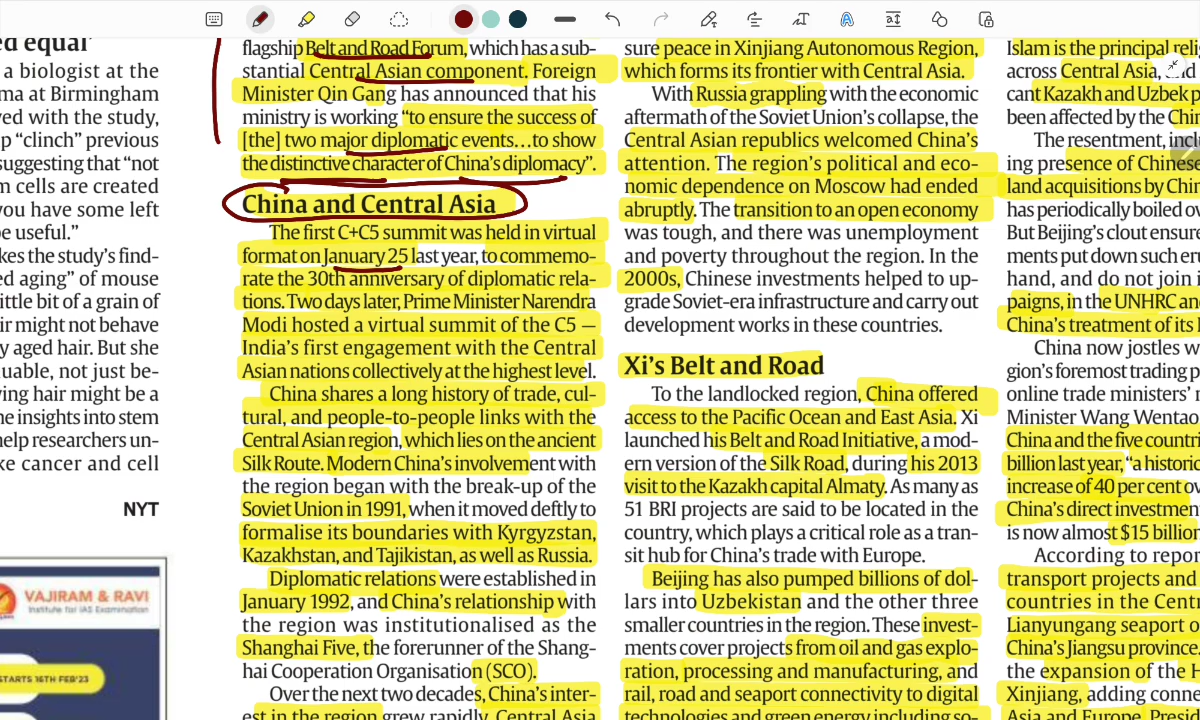 ed equal'
a biologist at the
ma at Birmingham
ved with the study,
p “clinch” previous
suggesting that “not
m cells are created
you have some left
be useful.”
kes the study's find-
ed aging” of mouse
ittle bit of a grain of
ir might not behave
y aged hair. But she
uable, not just be-
ving hair might be a
ne insights into stem
help researchers un-
ke cancer and cell
NYT
VAJIRAM & RAVI
Institute for IAS Examination
STARTS 16TH FEB'23
flagship Belt and Road Forum, which has a sub-
stantial Central Asian component. Foreign
Minister Qin Gang has announced that his
ministry is working “to ensure the success of
[the] two major diplomatic events...to show
the distinctive character of China's diplomacy”.
China and Central Asia
The first C+C5 summit was held in virtual
format on January 25 last year, to commemo-
rate the 30th anniversary of diplomatic rela-
tions. Two days later, Prime Minister Narendra
Modi hosted a virtual summit of the C5 —
India's first engagement with the Central
Asian nations collectively at the highest level.
China shares a long history of trade, cul-
tural, and people-to-people links with the
Central Asian region, which lies on the ancient
Silk Route. Modern China's involvement with
the region began with the break-up of the
Soviet Union in 1991, when it moved deftly to
formalise its boundaries with Kyrgyzstan,
Kazakhstan, and Tajikistan, as well as Russia.
Diplomatic relations were established in
January 1992, and China's relationship with
the region was institutionalised as the
Shanghai Five, the forerunner of the Shang-
hai Cooperation Organisation (SCO).
Over the next two decades, China's inter-
est in the region grew rapidly. Central Asia
sure peace in Xinjiang Autonomous Region,
which forms its frontier with Central Asia.
With Russia grappling with the economic
aftermath of the Soviet Union's collapse, the
Central Asian republics welcomed China's
attention. The region's political and eco-
nomic dependence on Moscow had ended
abruptly. The transition to an open economy
was tough, and there was unemployment
and poverty throughout the region. In the
2000s, Chinese investments helped to up-
grade Soviet-era infrastructure and carry out
development works in these countries.
Xi's Belt and Road
To the landlocked region, China offered
access to the Pacific Ocean and East Asia. Xi
launched his Belt and Road Initiative, a mod-
ern version of the Silk Road, during his 2013
visit to the Kazakh capital Almaty. As many as
51 BRI projects are said to be located in the
country, which plays a critical role as a tran-
sit hub for China's trade with Europe.
Beijing has also pumped billions of dol-
lars into Uzbekistan and the other three
smaller countries in the region. These invest-
ments cover projects from oil and gas explo-
ration, processing and manufacturing, and
rail, road and seaport connectivity to digital
technologies and green energy including so-
Islam is the principal reli
across Central Asia,
cant Kazakh and Uzbek p
been affected by the Chin
The resentment, incl
ing presence of Chinese
land acquisitions by Chin
has periodically boiled ov
But Beijing's clout ensure
ments put down such eru
hand, and do not join i
paigns, in the UNHRC and
China's treatment of its
China now jostles w
gion's foremost trading p
online trade ministers' r
Minister Wang Wentao
China and the five countri
billion last year, “a historic
increase of 40 per cent ov
China's direct investmen
is now almost $15 billion
According to repor
transport projects and
countries in the Centr
Lianyungang seaport o
China's Jiangsu province.
the expansion of the H
Xinjiang, adding conne
Asia and Europe. Presi